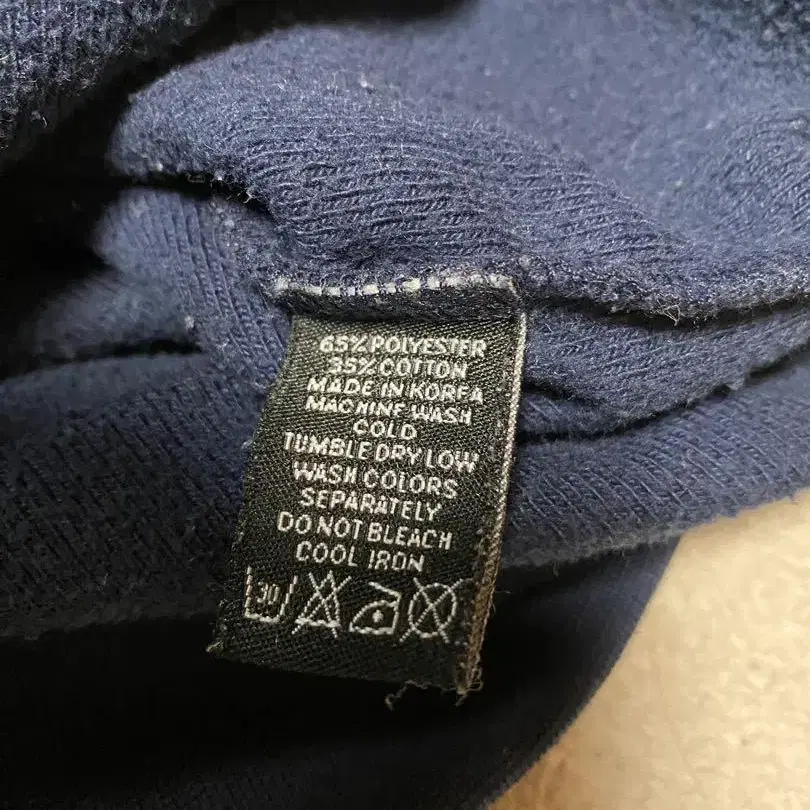 65% POLYESTER
35% COTTON
MADE IN KOREA
MACHINE WASH
COLD
TUMBLE DRY LOW
WASH COLORS
SEPARATELY
DO NOT BLEACH
COOL IRON
30